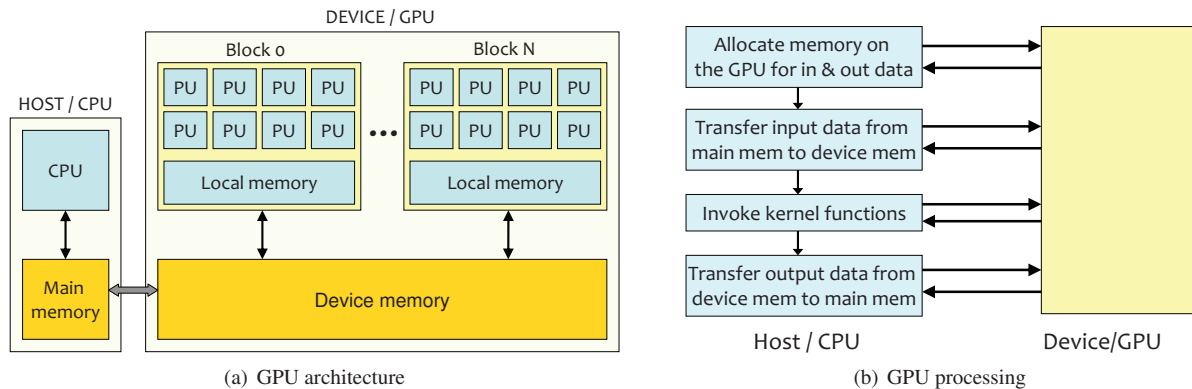 DEVICE / GPU
Block 0
Block N
PU PU PU PU
PU PU PU PU
PU PU PU PU
PU PU PU PU
Local memory
Local memory
HOST / CPU
CPU
Main
memory
Device memory
(a) GPU architecture
Allocate memory on
the GPU for in & out data
Transfer input data from
main mem to device mem
Invoke kernel functions
Transfer output data from
device mem to main mem
Host / CPU
Device/GPU
(b) GPU processing